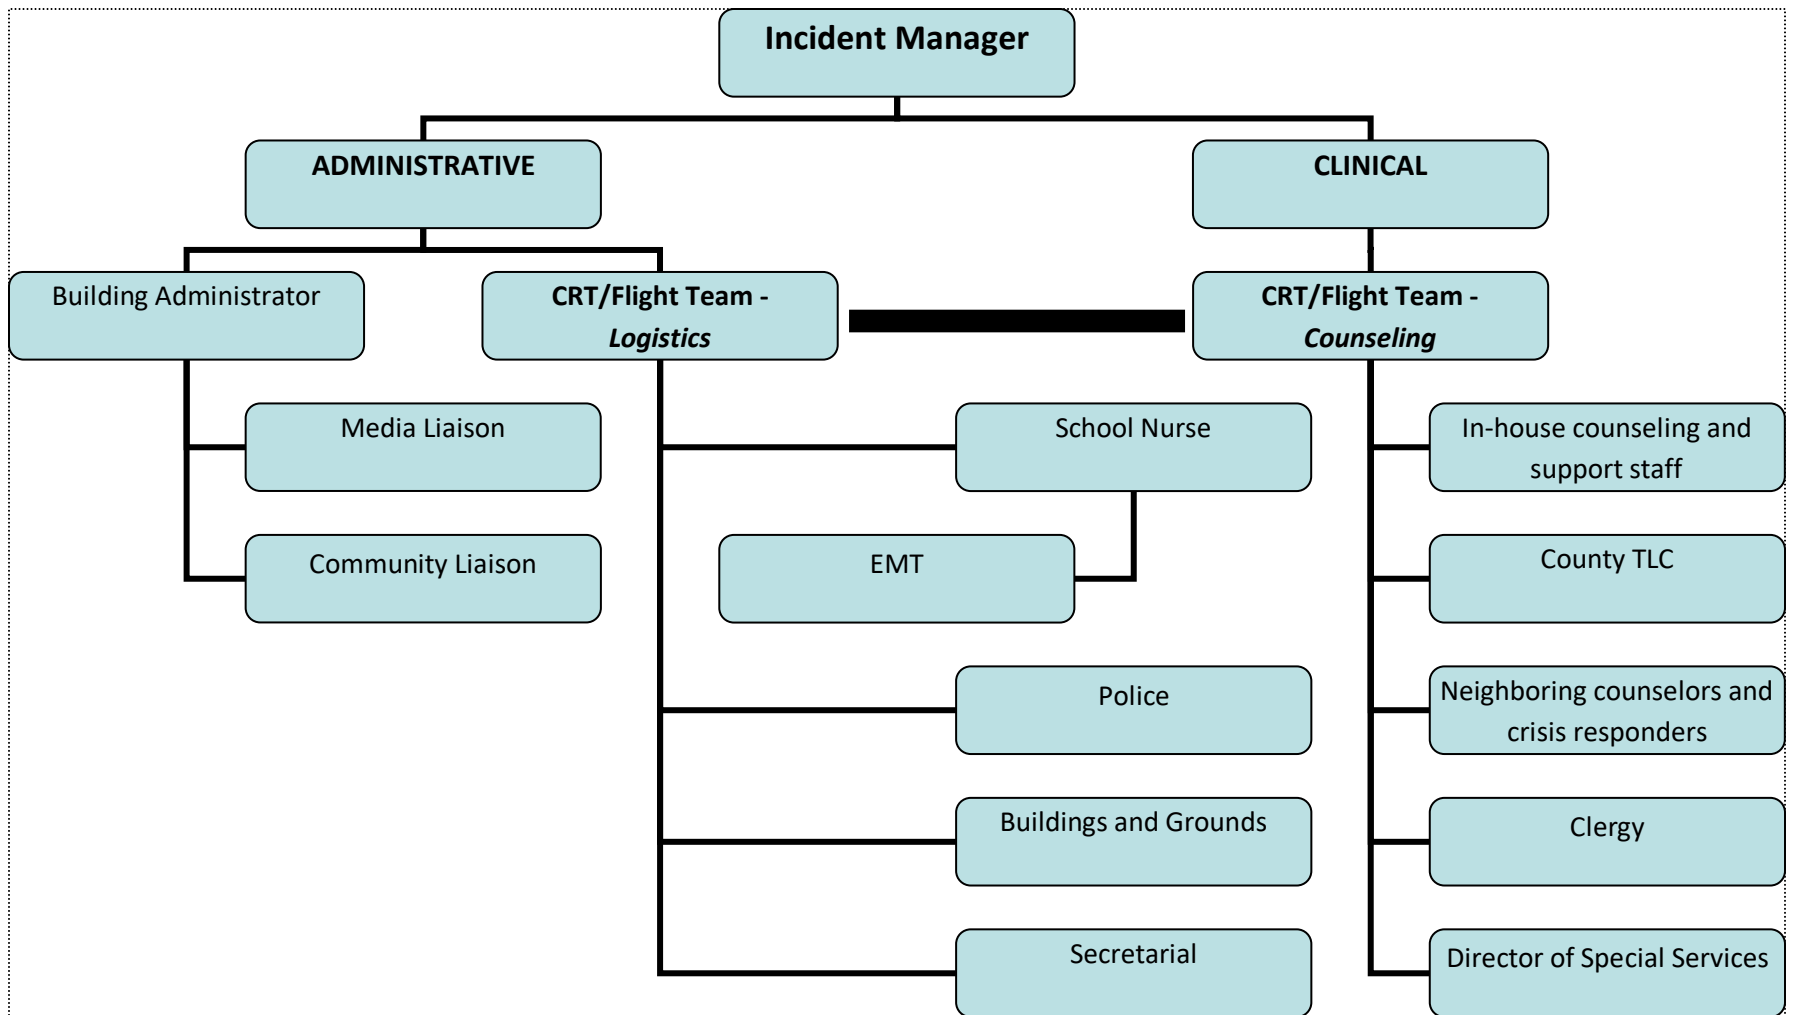 Incident Manager
ADMINISTRATIVE
CLINICAL
Building Administrator
CRT/Flight Team -
Logistics
CRT/Flight Team -
Counseling
Media Liaison
School Nurse
In-house counseling and
support staff
Community Liaison
EMT
County TLC
Police
Neighboring counselors and
crisis responders
Buildings and Grounds
Clergy
Secretarial
Director of Special Services